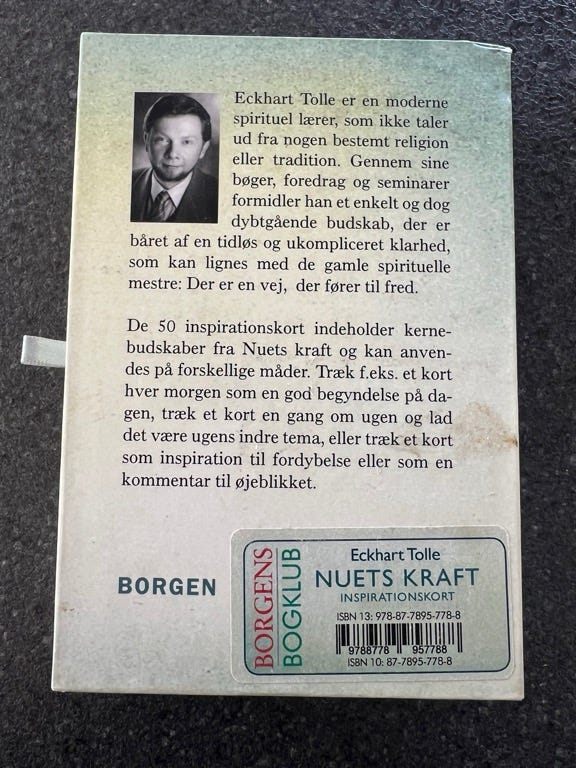 Eckhart Tolle er en moderne
spirituel lærer, som ikke taler
ud fra nogen bestemt religion
eller tradition. Gennem sine
bøger, foredrag og seminarer
formidler han et enkelt og dog
dybtgående budskab, der er
båret af en tidløs og ukompliceret klarhed,
som kan lignes med de gamle spirituelle
mestre: Der er en vej, der fører til fred.
De 50 inspirationskort indeholder kerne-
budskaber fra Nuets kraft og kan anven-
des på forskellige måder. Træk f.eks. et kort
hver morgen som en god begyndelse på da-
gen, træk et kort en gang om ugen og lad
det være ugens indre tema, eller træk et kort
som inspiration til fordybelse eller som en
kommentar til øjeblikket.
BORGEN
BORGENS
BOGKLUB
Eckhart Tolle
NUETS KRAFT
INSPIRATIONSKORT
ISBN 13: 978-87-7895-778-8
9788778 957788
ISBN 10: 87-7895-778-8